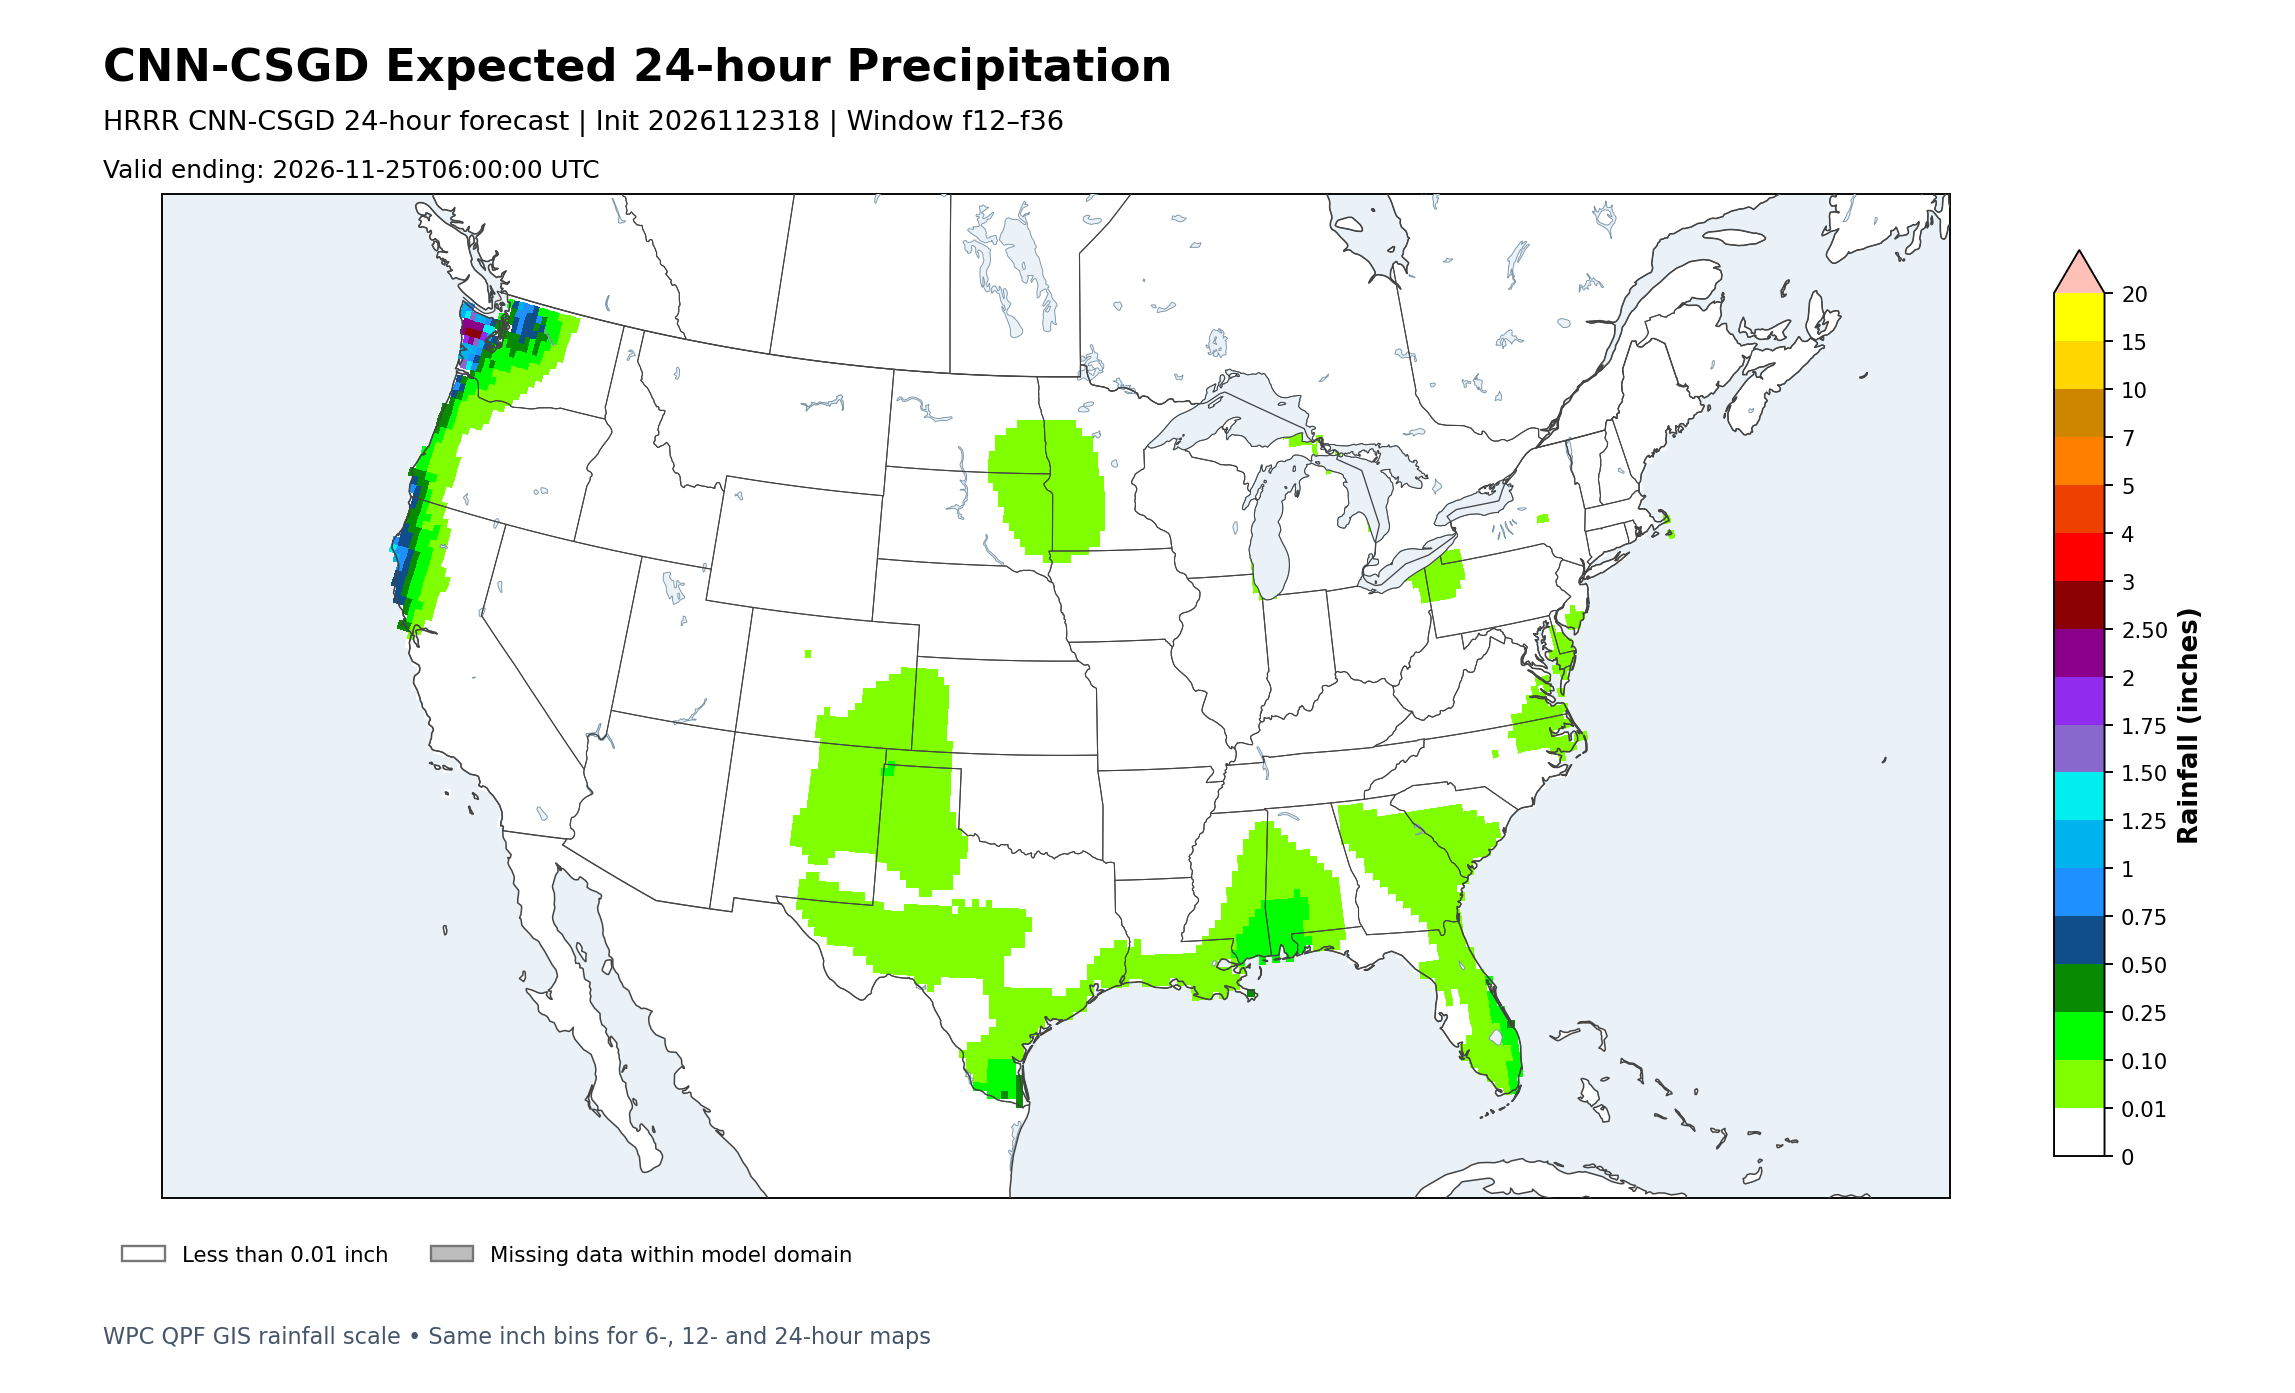 CNN-CSGD Expected 24-hour Precipitation
HRRR CNN-CSGD 24-hour forecast | Init 2026112318 | Window f12–f36
Valid ending: 2026-11-25T06:00:00 UTC
20
15
10
7
5
4
3
2.50
2
1.75
1.50
1.25
1
0.75
0.50
0.25
0.10
0.01
0
Rainfall (inches)
Less than 0.01 inch
Missing data within model domain
WPC QPF GIS rainfall scale • Same inch bins for 6-, 12- and 24-hour maps